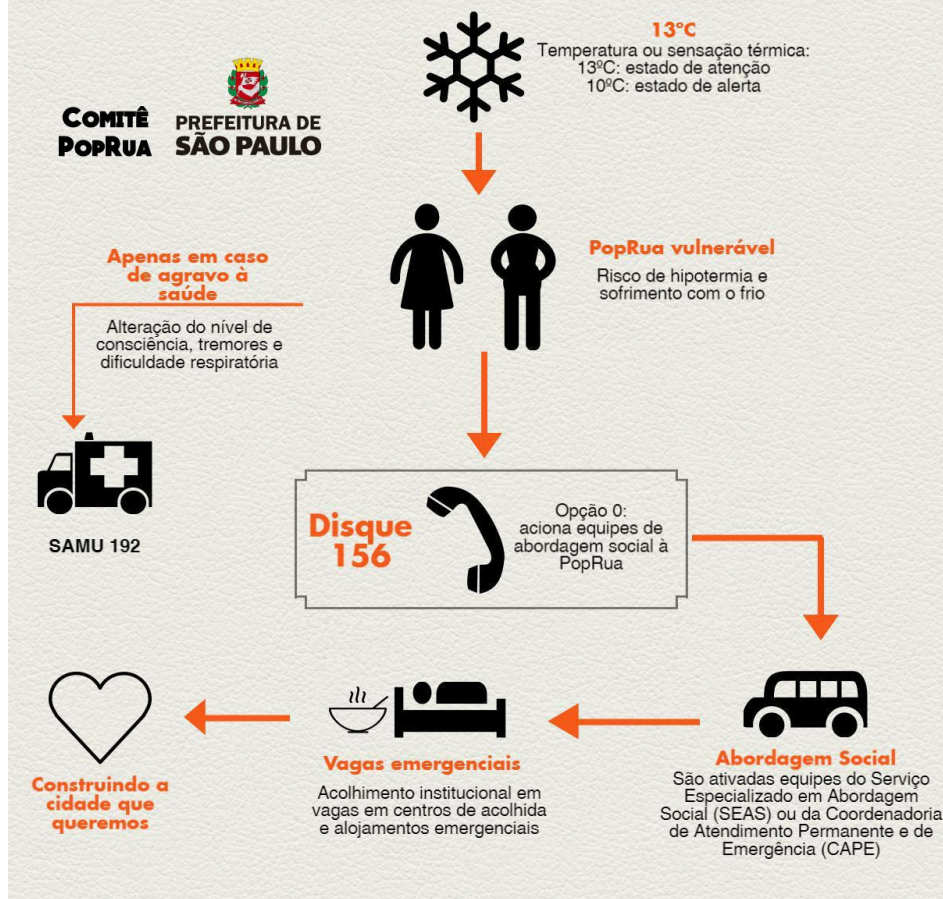 13ºC
Temperatura ou sensação térmica:
13ºC: estado de atenção
10ºC: estado de alerta
COMITÊ
POPRUA
PREFEITURA DE
SÃO PAULO
PopRua vulnerável
Risco de hipotermia e
sofrimento com o frio
Apenas em caso
de agravo à
saúde
Alteração do nível de
consciência, tremores e
dificuldade respiratória
SAMU 192
Disque
156
Opção 0:
aciona equipes de
abordagem social à
PopRua
Abordagem Social
São ativadas equipes do Serviço
Especializado em Abordagem
Social (SEAS) ou da Coordenadoria
de Atendimento Permanente e de
Emergência (CAPE)
Vagas emergenciais
Acolhimento institucional em
vagas em centros de acolhida
e alojamentos emergenciais
Construindo a
cidade que
queremos